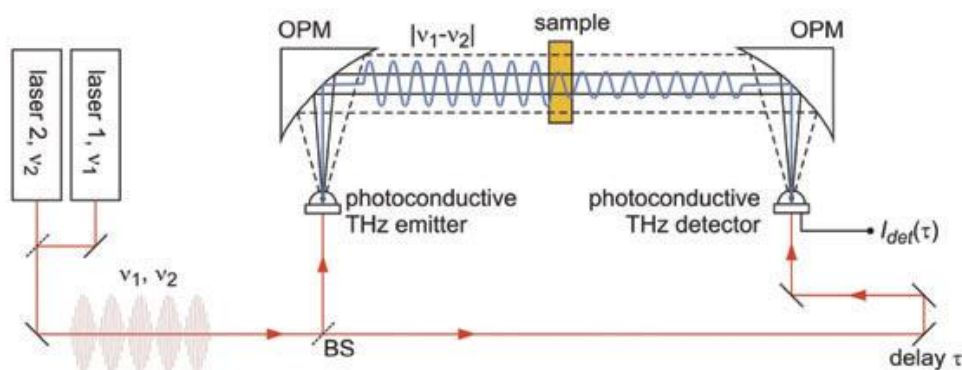 OPM
|ν₁-ν₂|
sample
OPM
laser 2, ν₂
laser 1, ν₁
photoconductive
THz emitter
photoconductive
THz detector
I_det(τ)
ν₁, ν₂
BS
delay τ